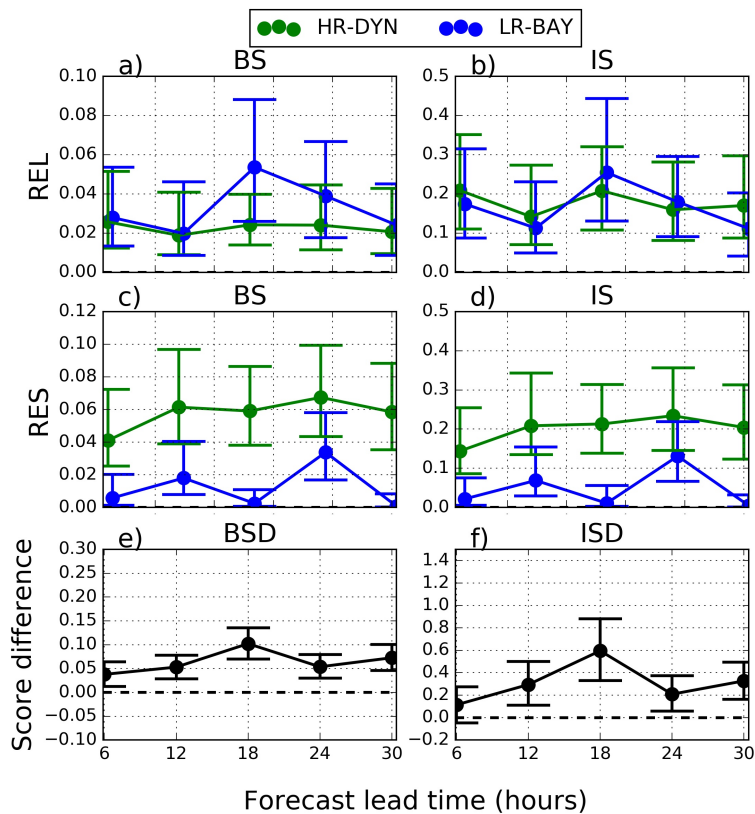 HR-DYN LR-BAY
a) BS b) IS
0.10 0.5
0.08 0.4
0.06 0.3
0.04 0.2
0.02 0.1
0.00 0.0
REL
c) BS d) IS
0.12 0.5
0.10 0.4
0.08 0.3
0.06 0.2
0.04 0.1
0.02 0.0
0.00
RES
e) BSD f) ISD
0.30 1.4
0.25 1.2
0.20 1.0
0.15 0.8
0.10 0.6
0.05 0.4
0.00 0.2
−0.05 0.0
−0.10 −0.2
Score difference
6 12 18 24 30 6 12 18 24 30
Forecast lead time (hours)